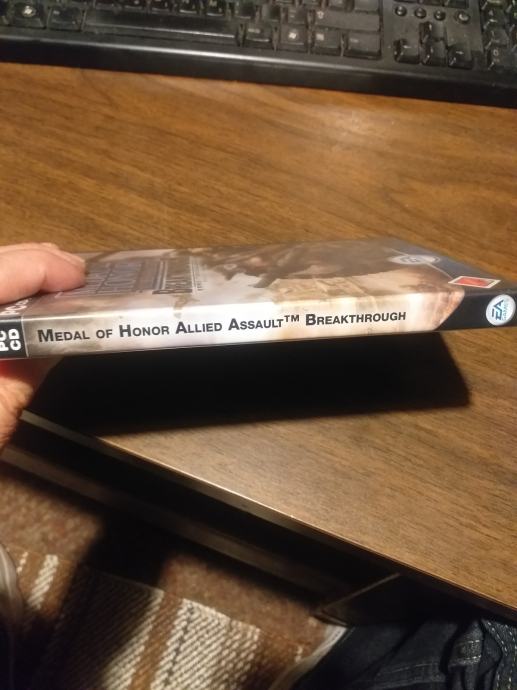 PC
CD
MEDAL OF HONOR ALLIED ASSAULT™ BREAKTHROUGH
EA